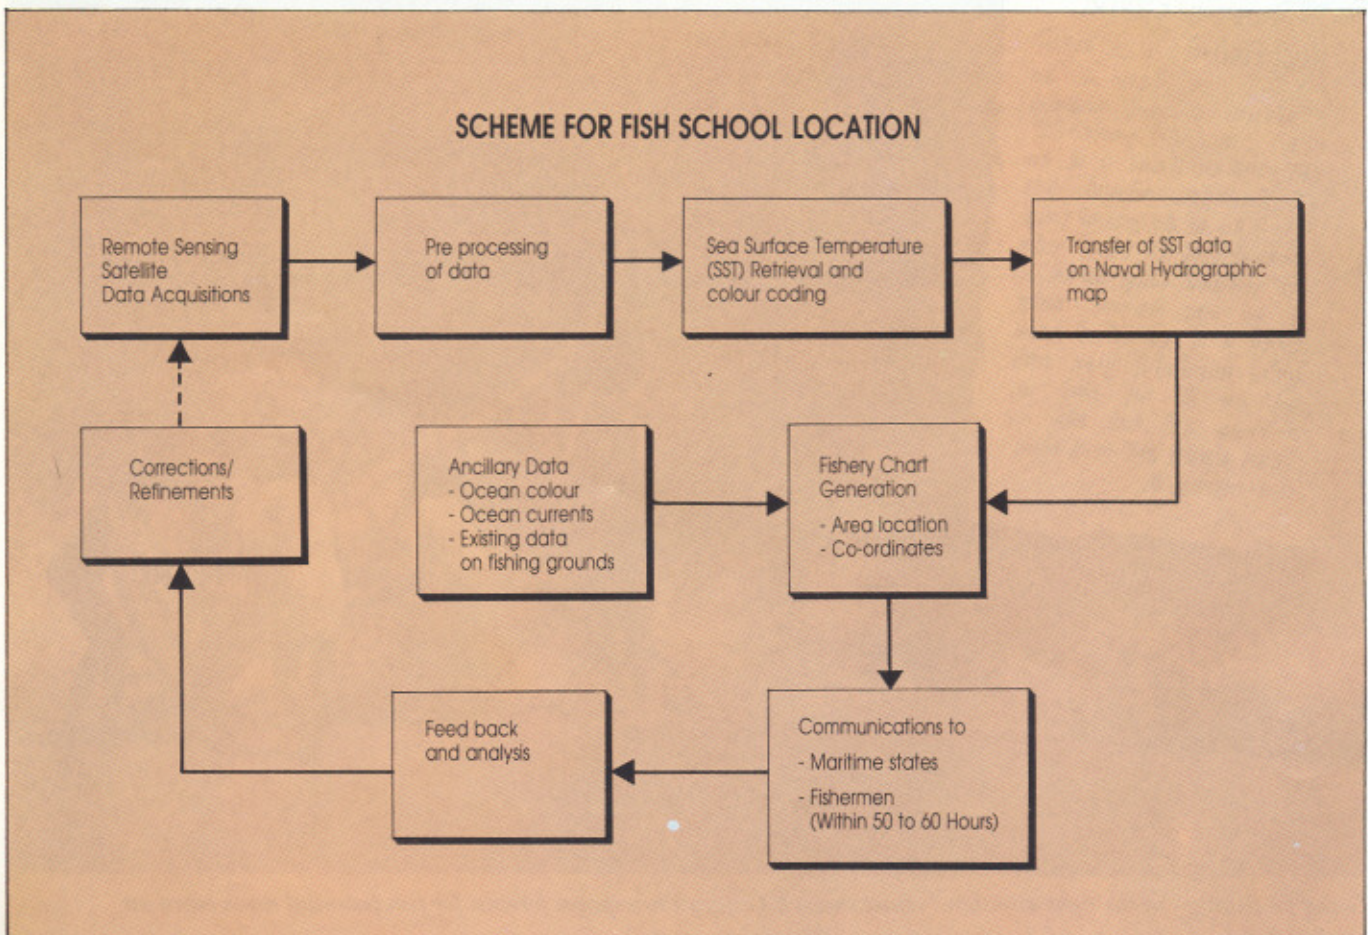 SCHEME FOR FISH SCHOOL LOCATION
Remote Sensing
Satellite
Data Acquisitions
Pre processing
of data
Sea Surface Temperature
(SST) Retrieval and
colour coding
Transfer of SST data
on Naval Hydrographic
map
Corrections/
Refinements
Ancillary Data
- Ocean colour
- Ocean currents
- Existing data
on fishing grounds
Fishery Chart
Generation
- Area location
- Co-ordinates
Feed back
and analysis
Communications to
- Maritime states
- Fishermen
(Within 50 to 60 Hours)